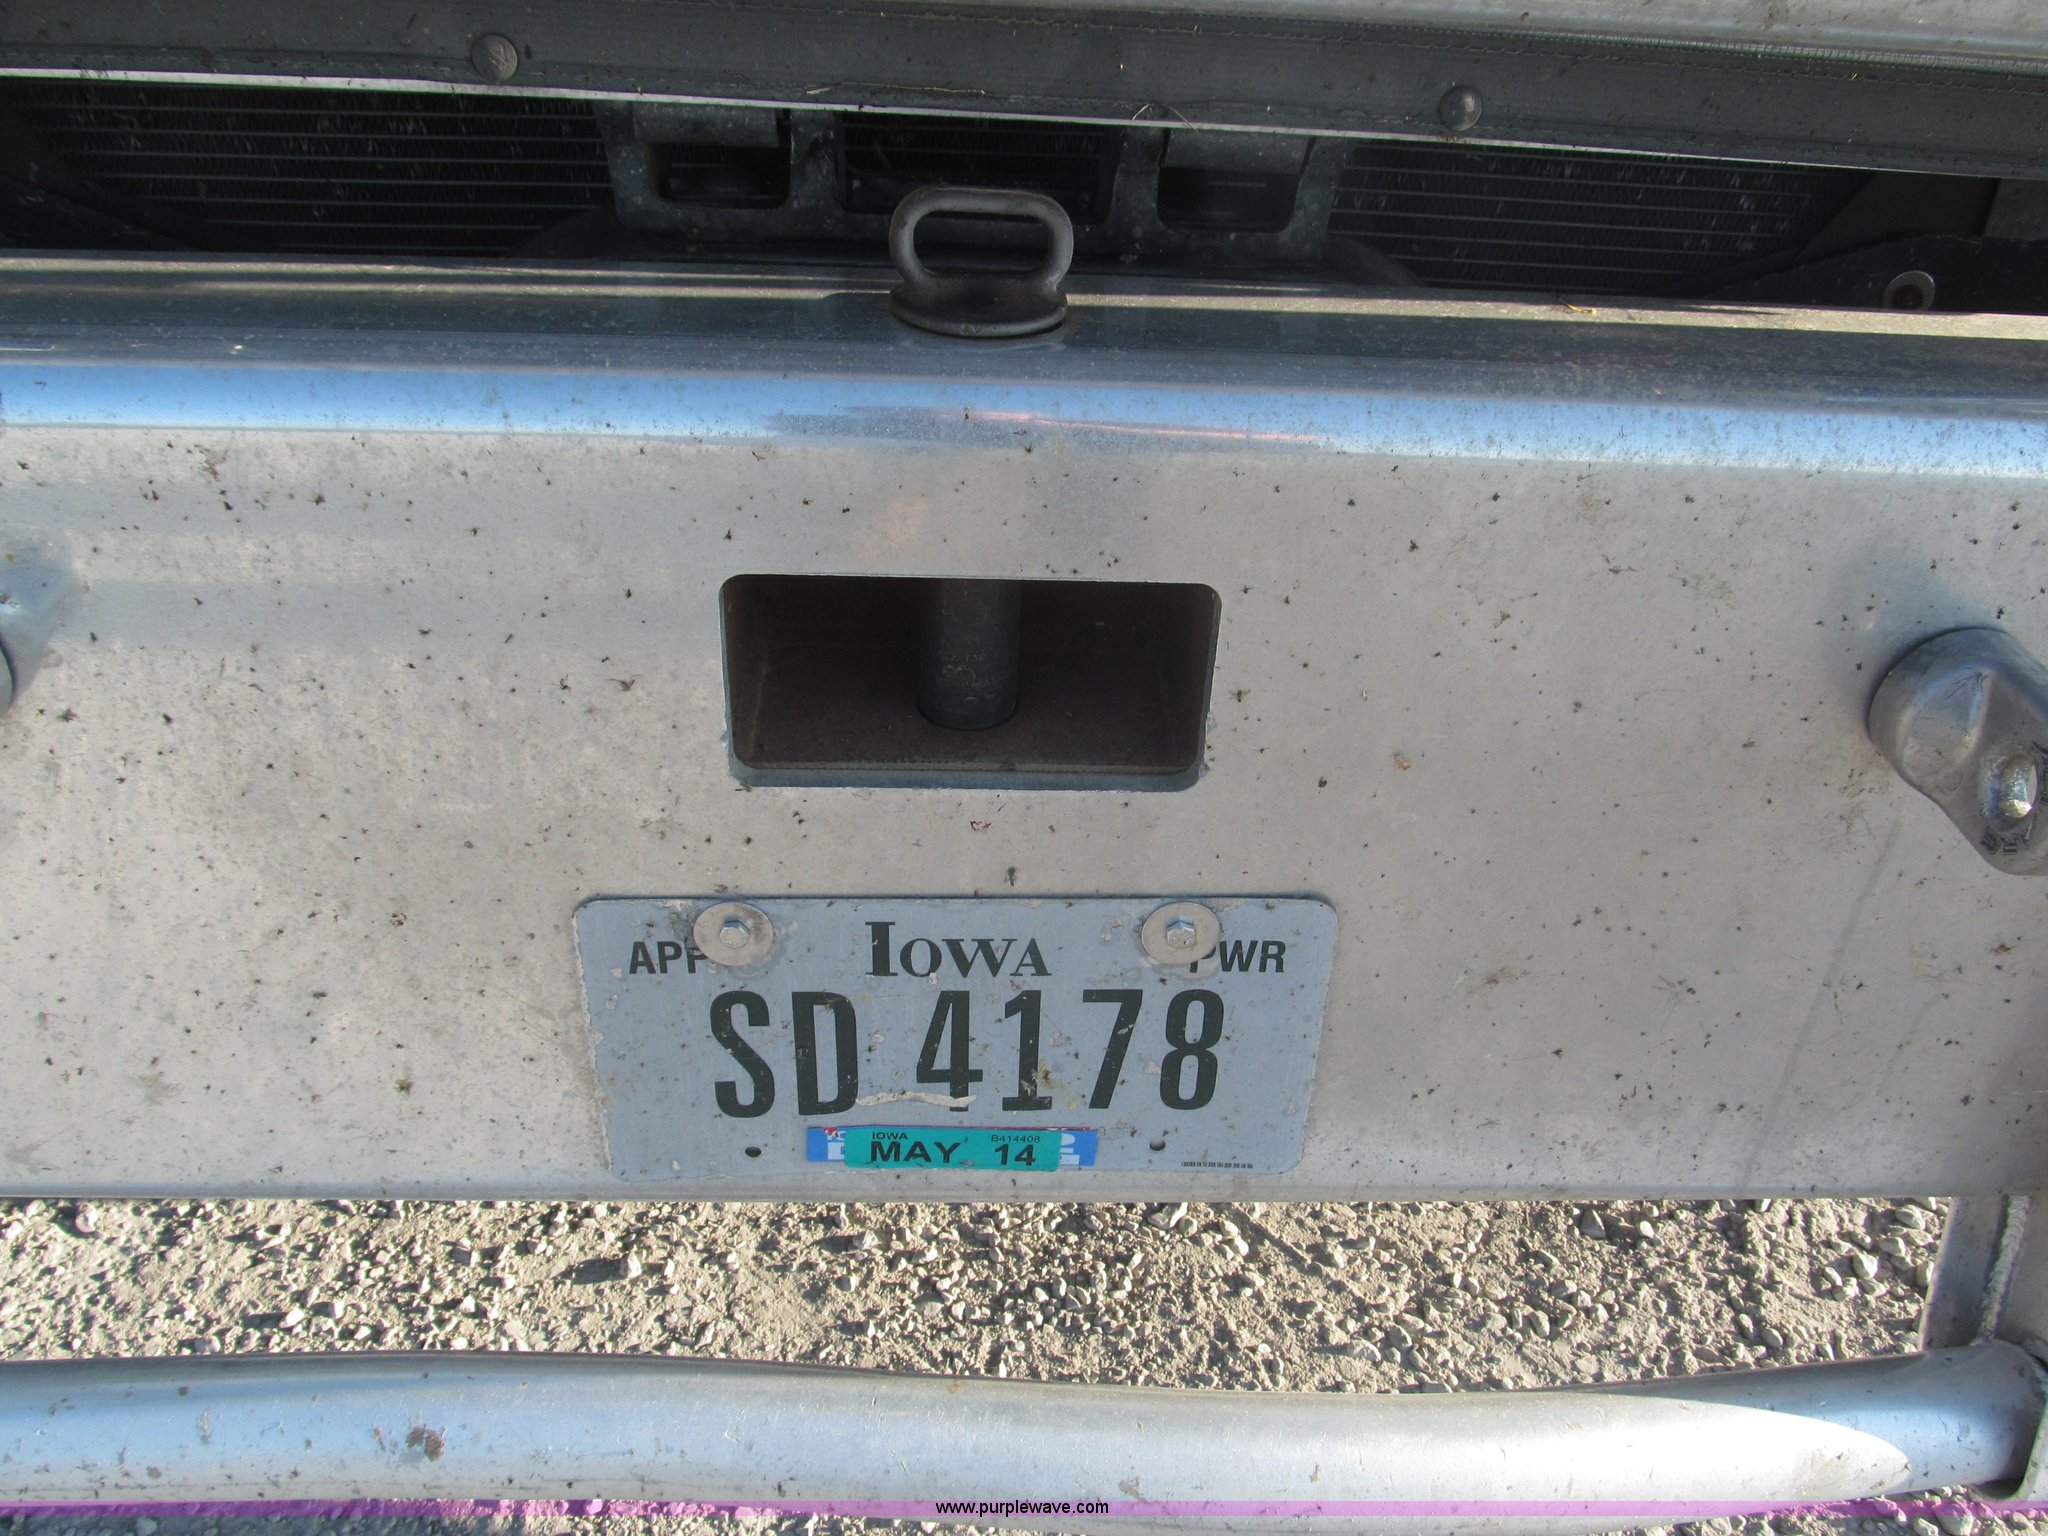 APP IOWA PWR
SD 4178
IOWA B414408
MAY 14
www.purplewave.com